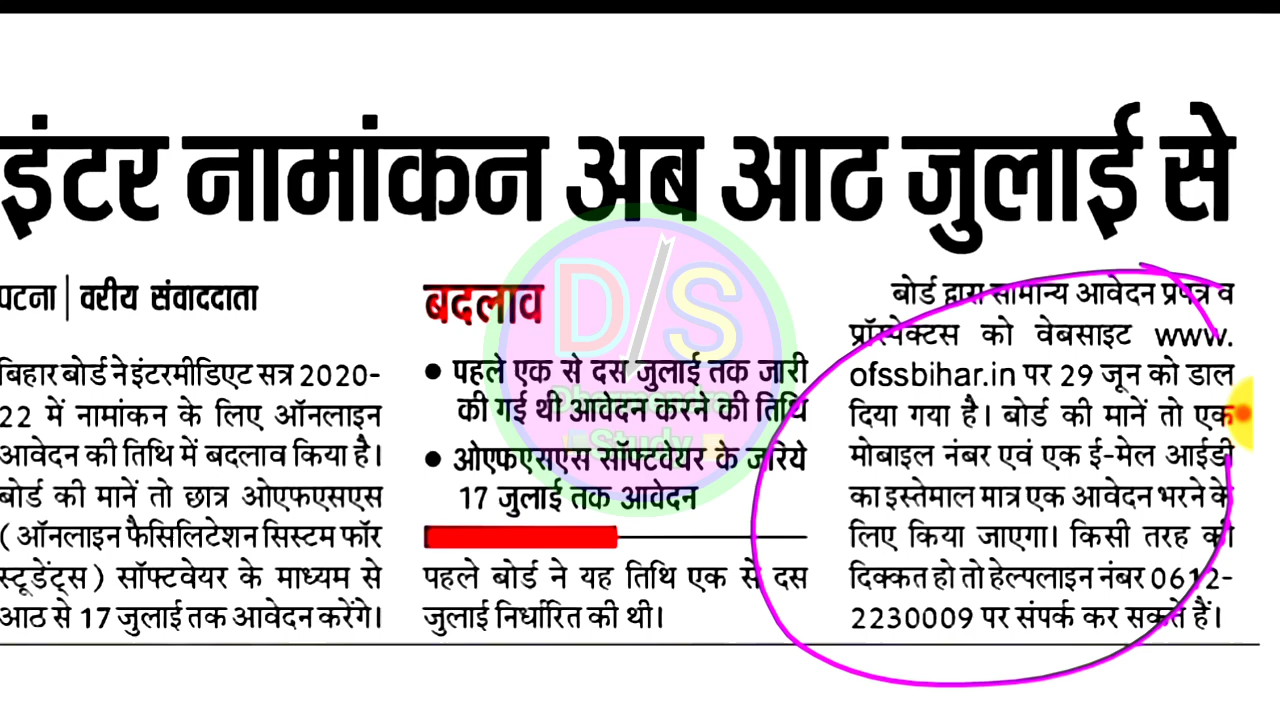 इंटर नामांकन अब आठ जुलाई से
पटना | वरीय संवाददाता
बिहार बोर्ड ने इंटरमीडिएट सत्र 2020-
22 में नामांकन के लिए ऑनलाइन
आवेदन की तिथि में बदलाव किया है।
बोर्ड की मानें तो छात्र ओएफएसएस
( ऑनलाइन फैसिलिटेशन सिस्टम फॉर
स्टूडेंट्स ) सॉफ्टवेयर के माध्यम से
आठ से 17 जुलाई तक आवेदन करेंगे।
बदलाव
● पहले एक से दस जुलाई तक जारी
की गई थी आवेदन करने की तिथि
● ओएफएसएस सॉफ्टवेयर के जरिये
17 जुलाई तक आवेदन
पहले बोर्ड ने यह तिथि एक से दस
जुलाई निर्धारित की थी।
बोर्ड द्वारा सामान्य आवेदन प्रपत्र व
प्रॉस्पेक्टस को वेबसाइट www.
ofssbihar.in पर 29 जून को डाल
दिया गया है। बोर्ड की मानें तो एक
मोबाइल नंबर एवं एक ई-मेल आईडी
का इस्तेमाल मात्र एक आवेदन भरने के
लिए किया जाएगा। किसी तरह की
दिक्कत हो तो हेल्पलाइन नंबर 0612-
2230009 पर संपर्क कर सकते हैं।
D/S
Study